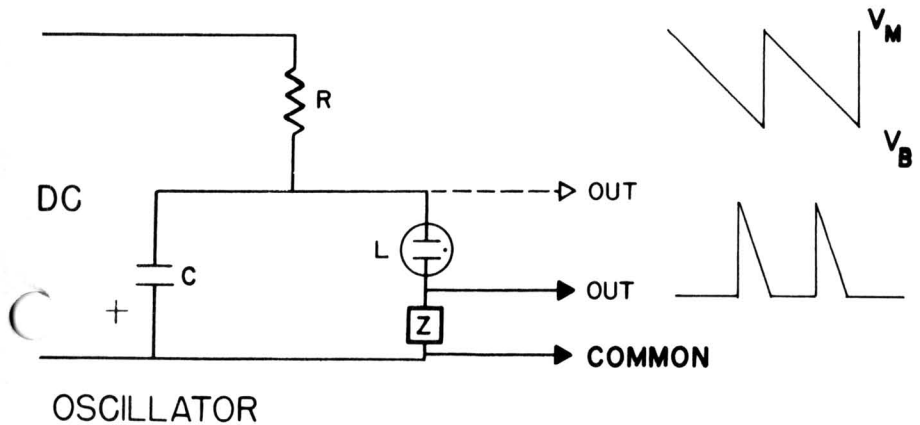 R
V_M
V_B
DC
OUT
L
C
OUT
+
Z
COMMON
OSCILLATOR